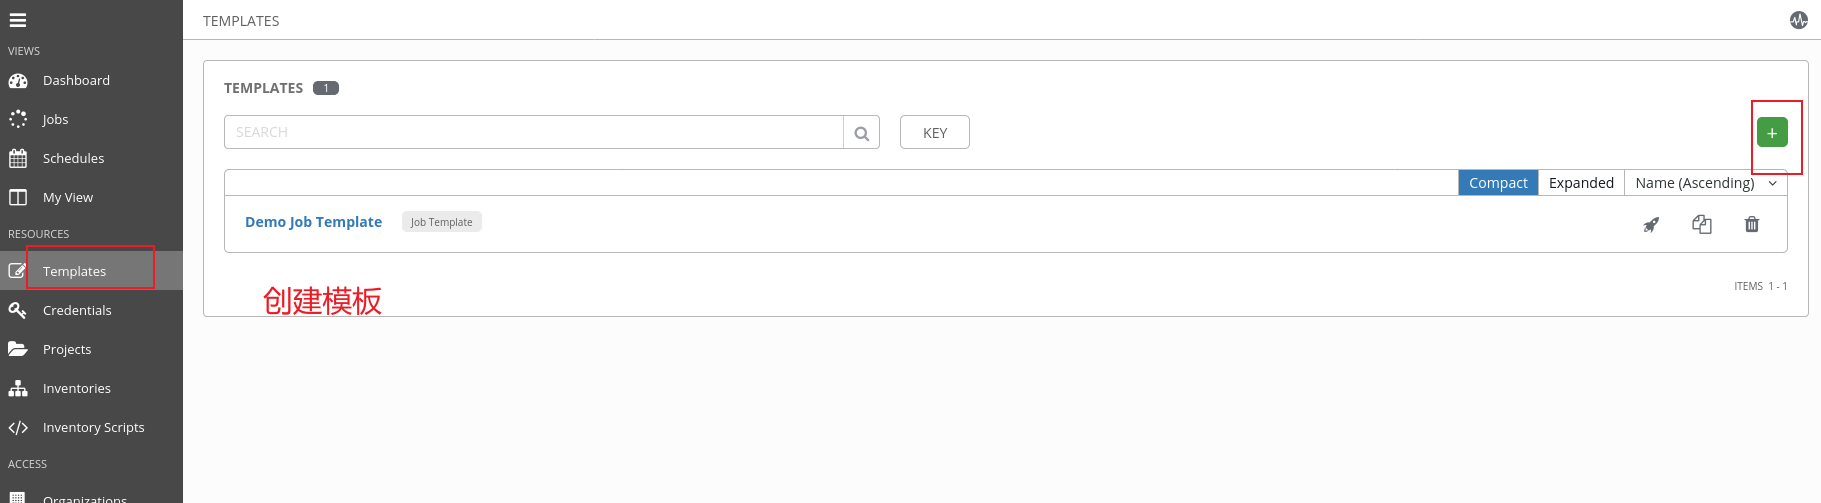 VIEWS
Dashboard
Jobs
Schedules
My View
RESOURCES
Templates
Credentials
Projects
Inventories
Inventory Scripts
ACCESS
Organizations
TEMPLATES
TEMPLATES 1
SEARCH
KEY
+
Compact Expanded Name (Ascending)
Demo Job Template Job Template
ITEMS 1 - 1
创建模板